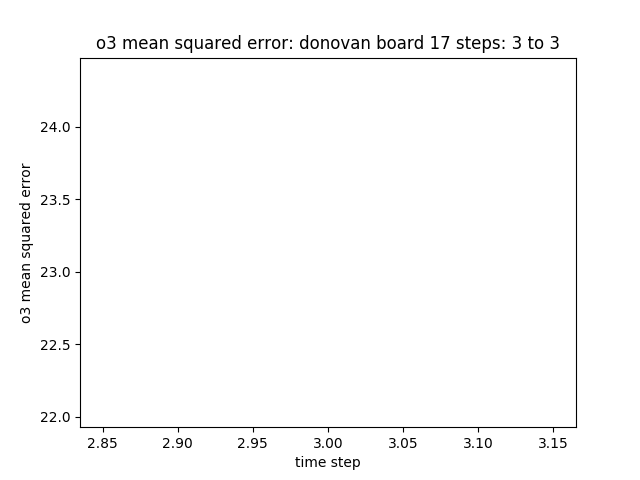 o3 mean squared error: donovan board 17 steps: 3 to 3
24.0
23.5
23.0
22.5
22.0
o3 mean squared error
2.85 2.90 2.95 3.00 3.05 3.10 3.15
time step